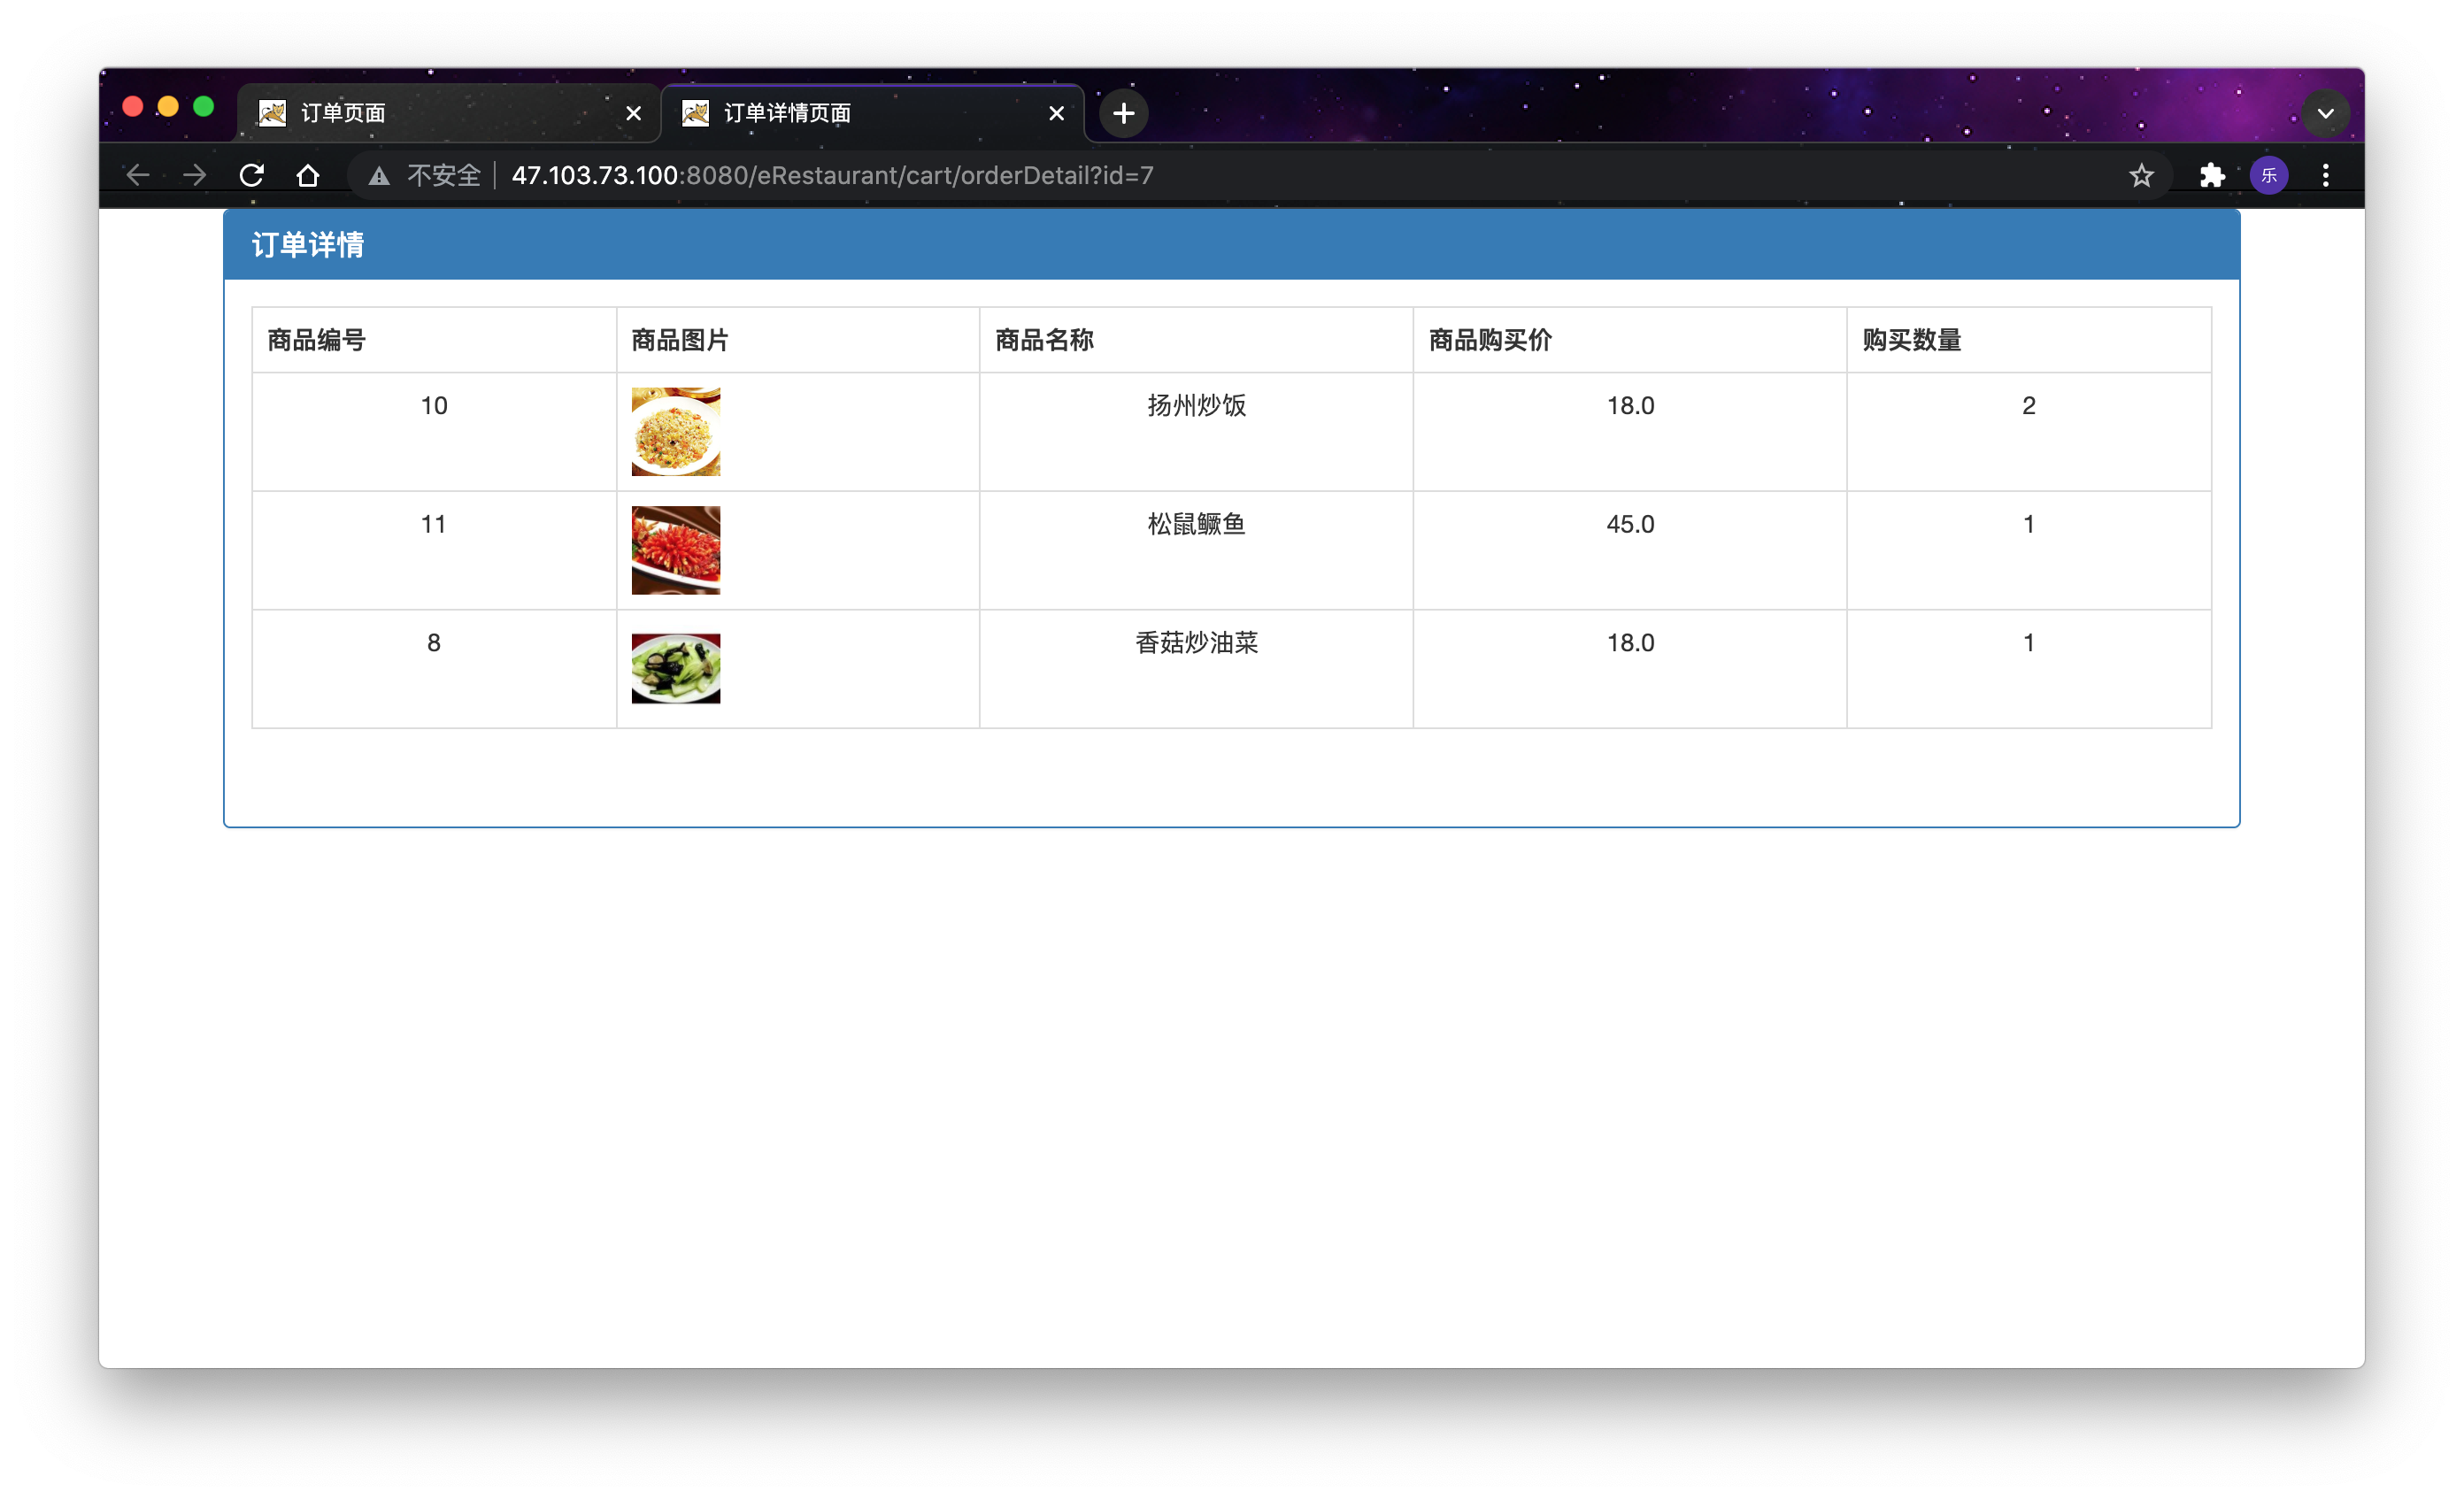 订单页面
订单详情页面
不安全 47.103.73.100:8080/eRestaurant/cart/orderDetail?id=7
乐
订单详情
商品编号 商品图片 商品名称 商品购买价 购买数量
10 扬州炒饭 18.0 2
11 松鼠鳜鱼 45.0 1
8 香菇炒油菜 18.0 1